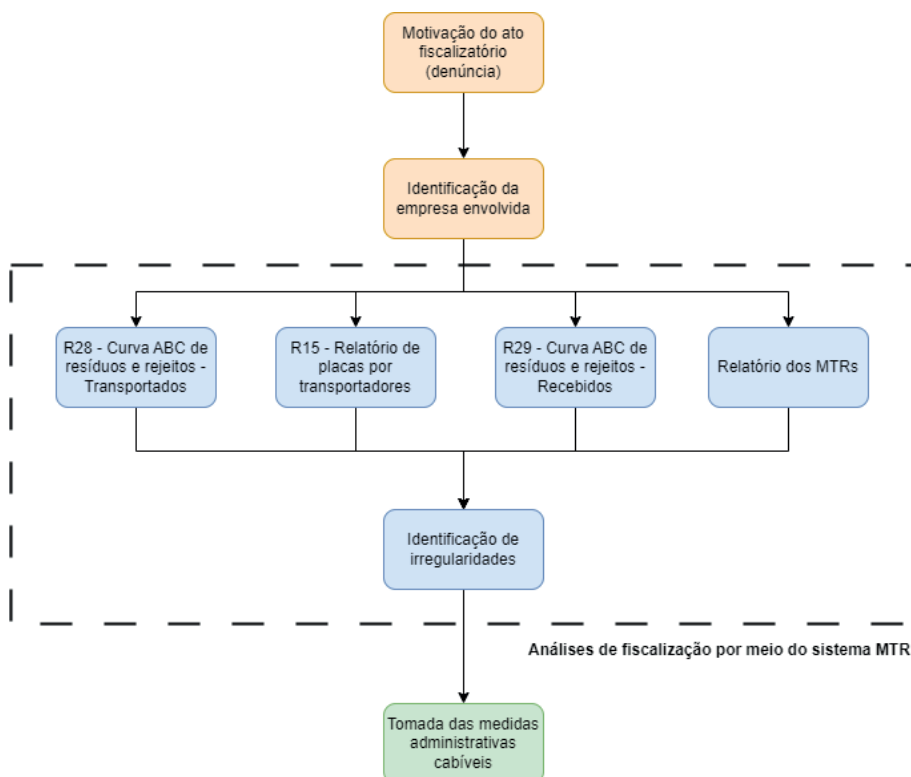 Motivação do ato
fiscalizatório
(denúncia)
Identificação da
empresa envolvida
R28 - Curva ABC de
resíduos e rejeitos -
Transportados
R15 - Relatório de
placas por
transportadores
R29 - Curva ABC de
resíduos e rejeitos -
Recebidos
Relatório dos MTRs
Identificação de
irregularidades
Análises de fiscalização por meio do sistema MTR
Tomada das medidas
administrativas
cabíveis